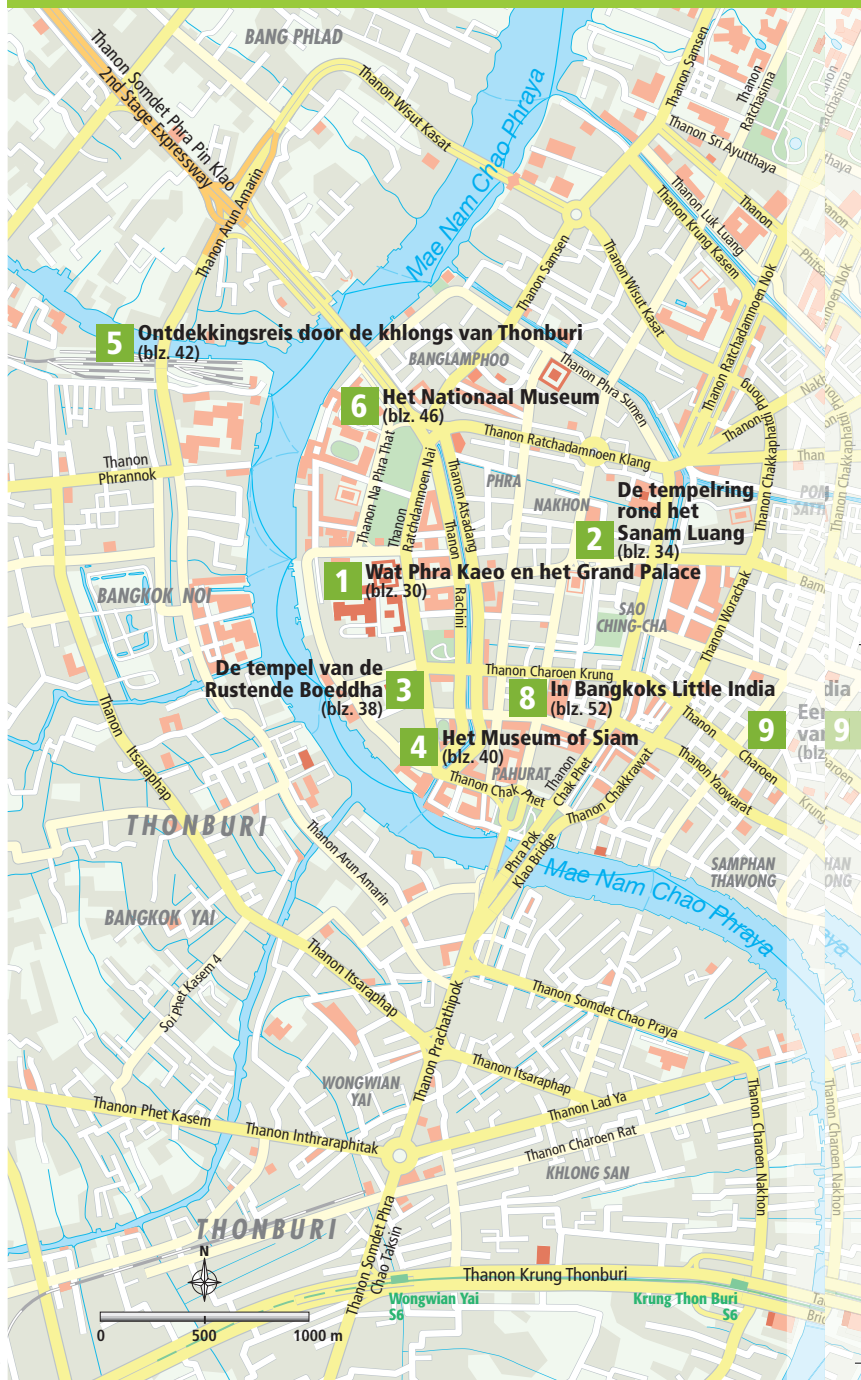 BANG PHLAD
Thanon Somdet Phra Pin Klao
2nd Stage Expressway
Thanon Wisut Kasat
Thanon Arun Amarin
Mae Nam Chao Phraya
Thanon Samsen
Thanon
Ratchasima
Thanon Sri Ayutthaya
Thanon Luk Luang
Thanon Krung Kasem
Thanon
Thanon Samsen
Thanon Wisut Kasat
Thanon Ratchadamnoen Nok
5 Ontdekkingsreis door de khlongs van Thonburi
(blz. 42)
BANGLAMPHOO
Thanon Phra Sumen
6 Het Nationaal Museum
(blz. 46)
Thanon Ratchadamnoen Klang
Thanon
Phrannok
Thanon Na Phra That
Thanon
Ratchdamnoen Nai
Thanon Atsadang
Thanon
Rachini
PHRA
NAKHON
Thanon Chakkaphatdi Phong
2 De tempelring
rond het
Sanam Luang
(blz. 34)
1 Wat Phra Kaeo en het Grand Palace
(blz. 30)
BANGKOK NOI
SAO
CHING-CHA
Thanon Worachak
Thanon Charoen Krung
De tempel van de
Rustende Boeddha 3
(blz. 38)
8 In Bangkoks Little India
(blz. 52)
9
9
4 Het Museum of Siam
(blz. 40)
PAHURAT
Thanon Chak Phet
Thanon
Chak Phet
Thanon Chakkrawat
Thanon
Charoen
Krung
Thanon Yaowarat
Thanon Itsaraphap
THONBURI
Thanon Arun Amarin
Phra Pok
Klao Bridge
Mae Nam Chao Phraya
SAMPHAN
THAWONG
BANGKOK YAI
Soi Phet Kasem 4
Thanon Itsaraphap
Thanon Prachathipok
Thanon Somdet Chao Praya
WONGWIAN
YAI
Thanon Itsaraphap
Thanon Lad Ya
Thanon Phet Kasem
Thanon Inthraraphitak
Thanon Charoen Rat
Thanon Charoen Nakhon
Thanon Charoen Nakhon
KHLONG SAN
THONBURI
Thanon Somdet Phra
Chao Taksin
N
Thanon Krung Thonburi
Wongwian Yai
S6
Krung Thon Buri
S6
0 500 1000 m